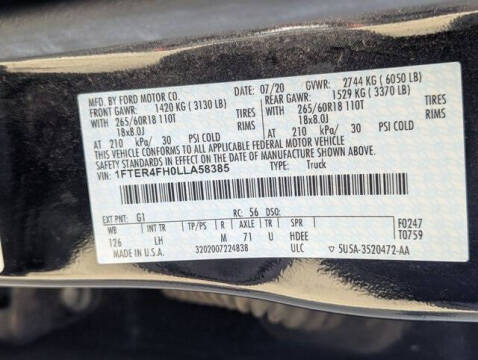 MFD. BY FORD MOTOR CO. DATE: 07/20 GVWR: 2744 KG ( 6050 LB)
FRONT GAWR: 1420 KG ( 3130 LB) REAR GAWR: 1529 KG ( 3370 LB)
WITH 265/60R18 110T TIRES WITH 265/60R18 110T TIRES
18x8.0J RIMS 18x8.0J RIMS
AT 210 kPa/ 30 PSI COLD AT 210 kPa/ 30 PSI COLD
THIS VEHICLE CONFORMS TO ALL APPLICABLE FEDERAL MOTOR VEHICLE
SAFETY STANDARDS IN EFFECT ON THE DATE OF MANUFACTURE SHOWN ABOVE.
VIN: 1FTER4FH0LLA58385 TYPE: Truck
EXT PNT: G1 RC: 56 DSO:
WB INT TR TP/PS R AXLE TR SPR F0247
126 LH M 71 U HDEE T0759
MADE IN U.S.A. 3202007224838 ULC 5USA-3520472-AA